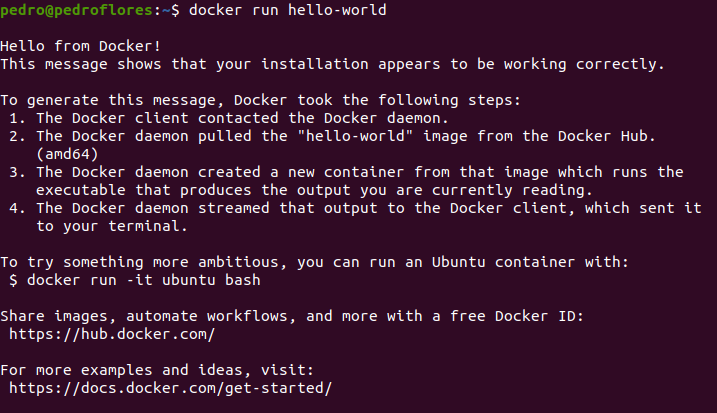 pedro@pedroflores:~$ docker run hello-world
Hello from Docker!
This message shows that your installation appears to be working correctly.
To generate this message, Docker took the following steps:
1. The Docker client contacted the Docker daemon.
2. The Docker daemon pulled the "hello-world" image from the Docker Hub.
(amd64)
3. The Docker daemon created a new container from that image which runs the
executable that produces the output you are currently reading.
4. The Docker daemon streamed that output to the Docker client, which sent it
to your terminal.
To try something more ambitious, you can run an Ubuntu container with:
$ docker run -it ubuntu bash
Share images, automate workflows, and more with a free Docker ID:
https://hub.docker.com/
For more examples and ideas, visit:
https://docs.docker.com/get-started/